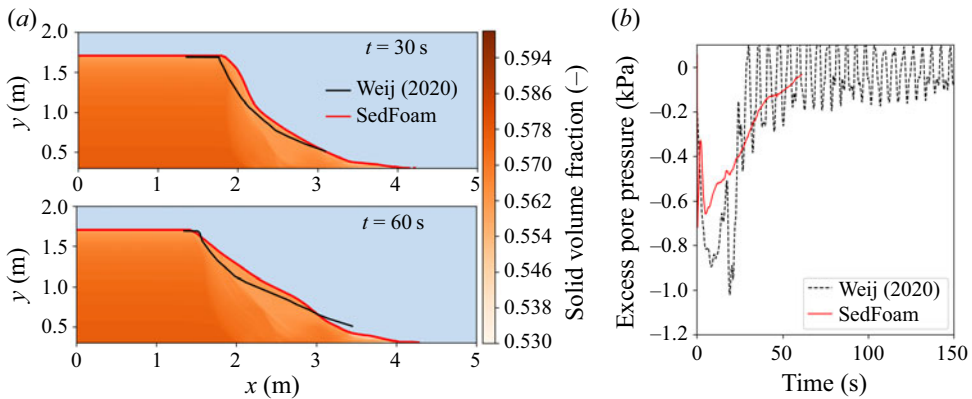 (a)
2.0
1.5
1.0
0.5
y (m)
t = 30 s
Weij (2020)
SedFoam
0
1
2
3
4
5
2.0
1.5
1.0
0.5
y (m)
t = 60 s
0
1
2
3
4
5
x (m)
0.594
0.586
0.578
0.570
0.562
0.554
0.546
0.538
0.530
Solid volume fraction (–)
(b)
0
−0.2
−0.4
−0.6
−0.8
−1.0
−1.2
Excess pore pressure (kPa)
Weij (2020)
SedFoam
0
50
100
150
Time (s)